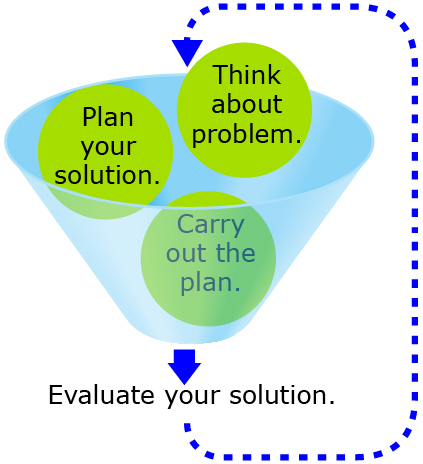 Think
about
problem.
Plan
your
solution.
Carry
out the
plan.
Evaluate your solution.